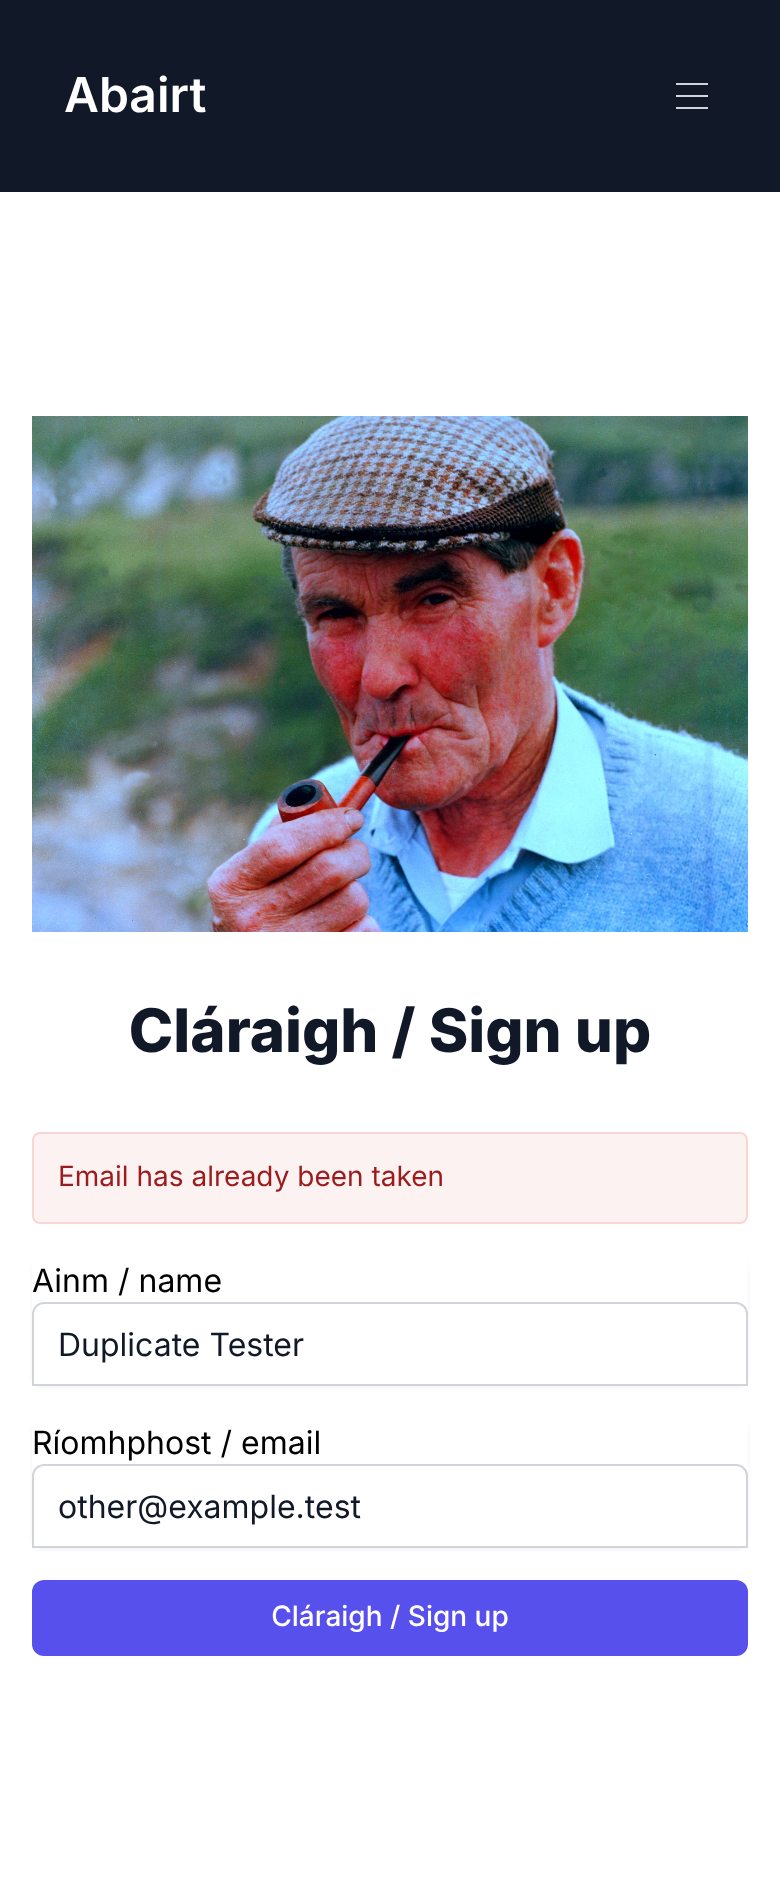 Abairt
Cláraigh / Sign up
Email has already been taken
Ainm / name
Duplicate Tester
Ríomhphost / email
other@example.test
Cláraigh / Sign up